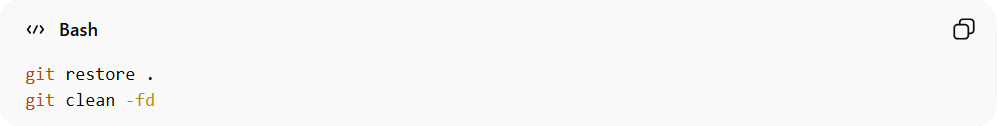 Bash
git restore .
git clean -fd